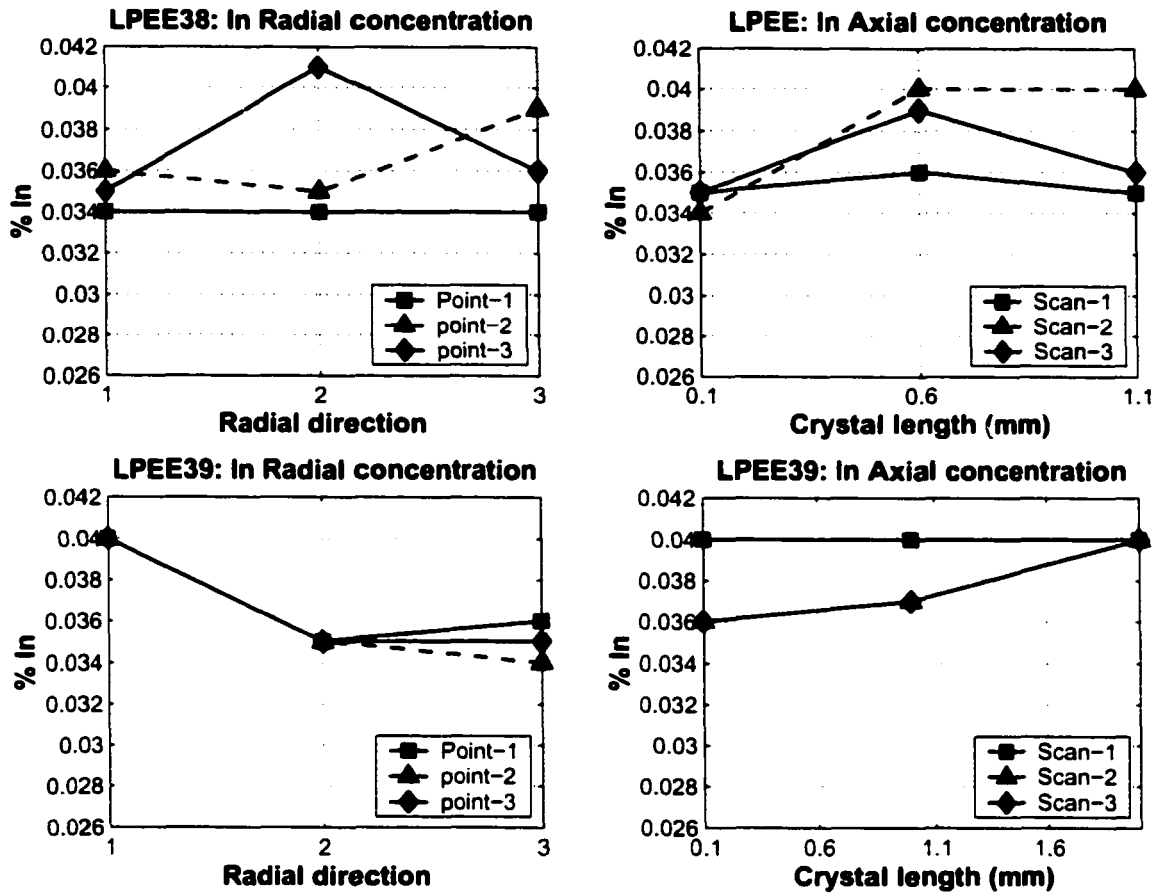 LPEE38: In Radial concentration
0.042
0.04
0.038
0.036
0.034
0.032
0.03
0.028
0.026
% In
Point-1
point-2
point-3
1 2 3
Radial direction
LPEE: In Axial concentration
0.042
0.04
0.038
0.036
0.034
0.032
0.03
0.028
0.026
% In
Scan-1
Scan-2
Scan-3
0.1 0.6 1.1
Crystal length (mm)
LPEE39: In Radial concentration
0.042
0.04
0.038
0.036
0.034
0.032
0.03
0.028
0.026
% In
Point-1
point-2
point-3
1 2 3
Radial direction
LPEE39: In Axial concentration
0.042
0.04
0.038
0.036
0.034
0.032
0.03
0.028
0.026
% In
Scan-1
Scan-2
Scan-3
0.1 0.6 1.1 1.6
Crystal length (mm)